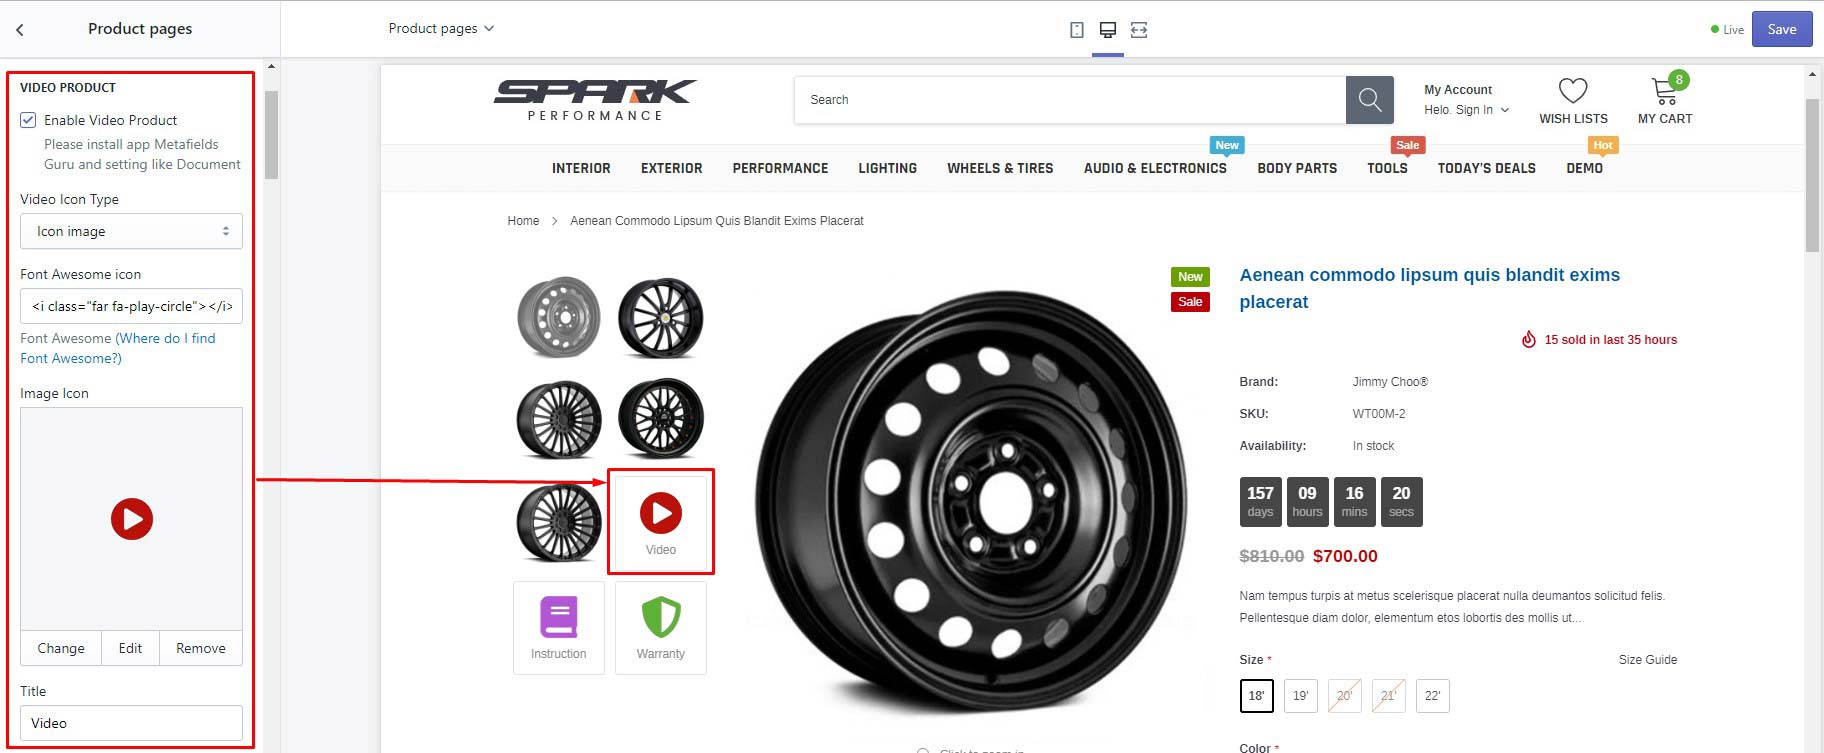 Product pages
Product pages
Live
Save
VIDEO PRODUCT
Enable Video Product
Please install app Metafields
Guru and setting like Document
Video Icon Type
Icon image
Font Awesome icon
<i class="far fa-play-circle"></i>
Font Awesome (Where do I find
Font Awesome?)
Image Icon
Change
Edit
Remove
Title
Video
SPARK
PERFORMANCE
Search
My Account
Helo. Sign In
WISH LISTS
8
MY CART
New
Sale
Hot
INTERIOR
EXTERIOR
PERFORMANCE
LIGHTING
WHEELS & TIRES
AUDIO & ELECTRONICS
BODY PARTS
TOOLS
TODAY'S DEALS
DEMO
Home > Aenean Commodo Lipsum Quis Blandit Exims Placerat
Video
Instruction
Warranty
New
Sale
Click to zoom in
Aenean commodo lipsum quis blandit exims
placerat
15 sold in last 35 hours
Brand: Jimmy Choo®
SKU: WT00M-2
Availability: In stock
157 09 16 20
days hours mins secs
$810.00 $700.00
Nam tempus turpis at metus scelerisque placerat nulla deumantos solicitud felis.
Pellentesque diam dolor, elementum etos lobortis des mollis ut...
Size *
Size Guide
18' 19' 20' 21' 22'
Color *